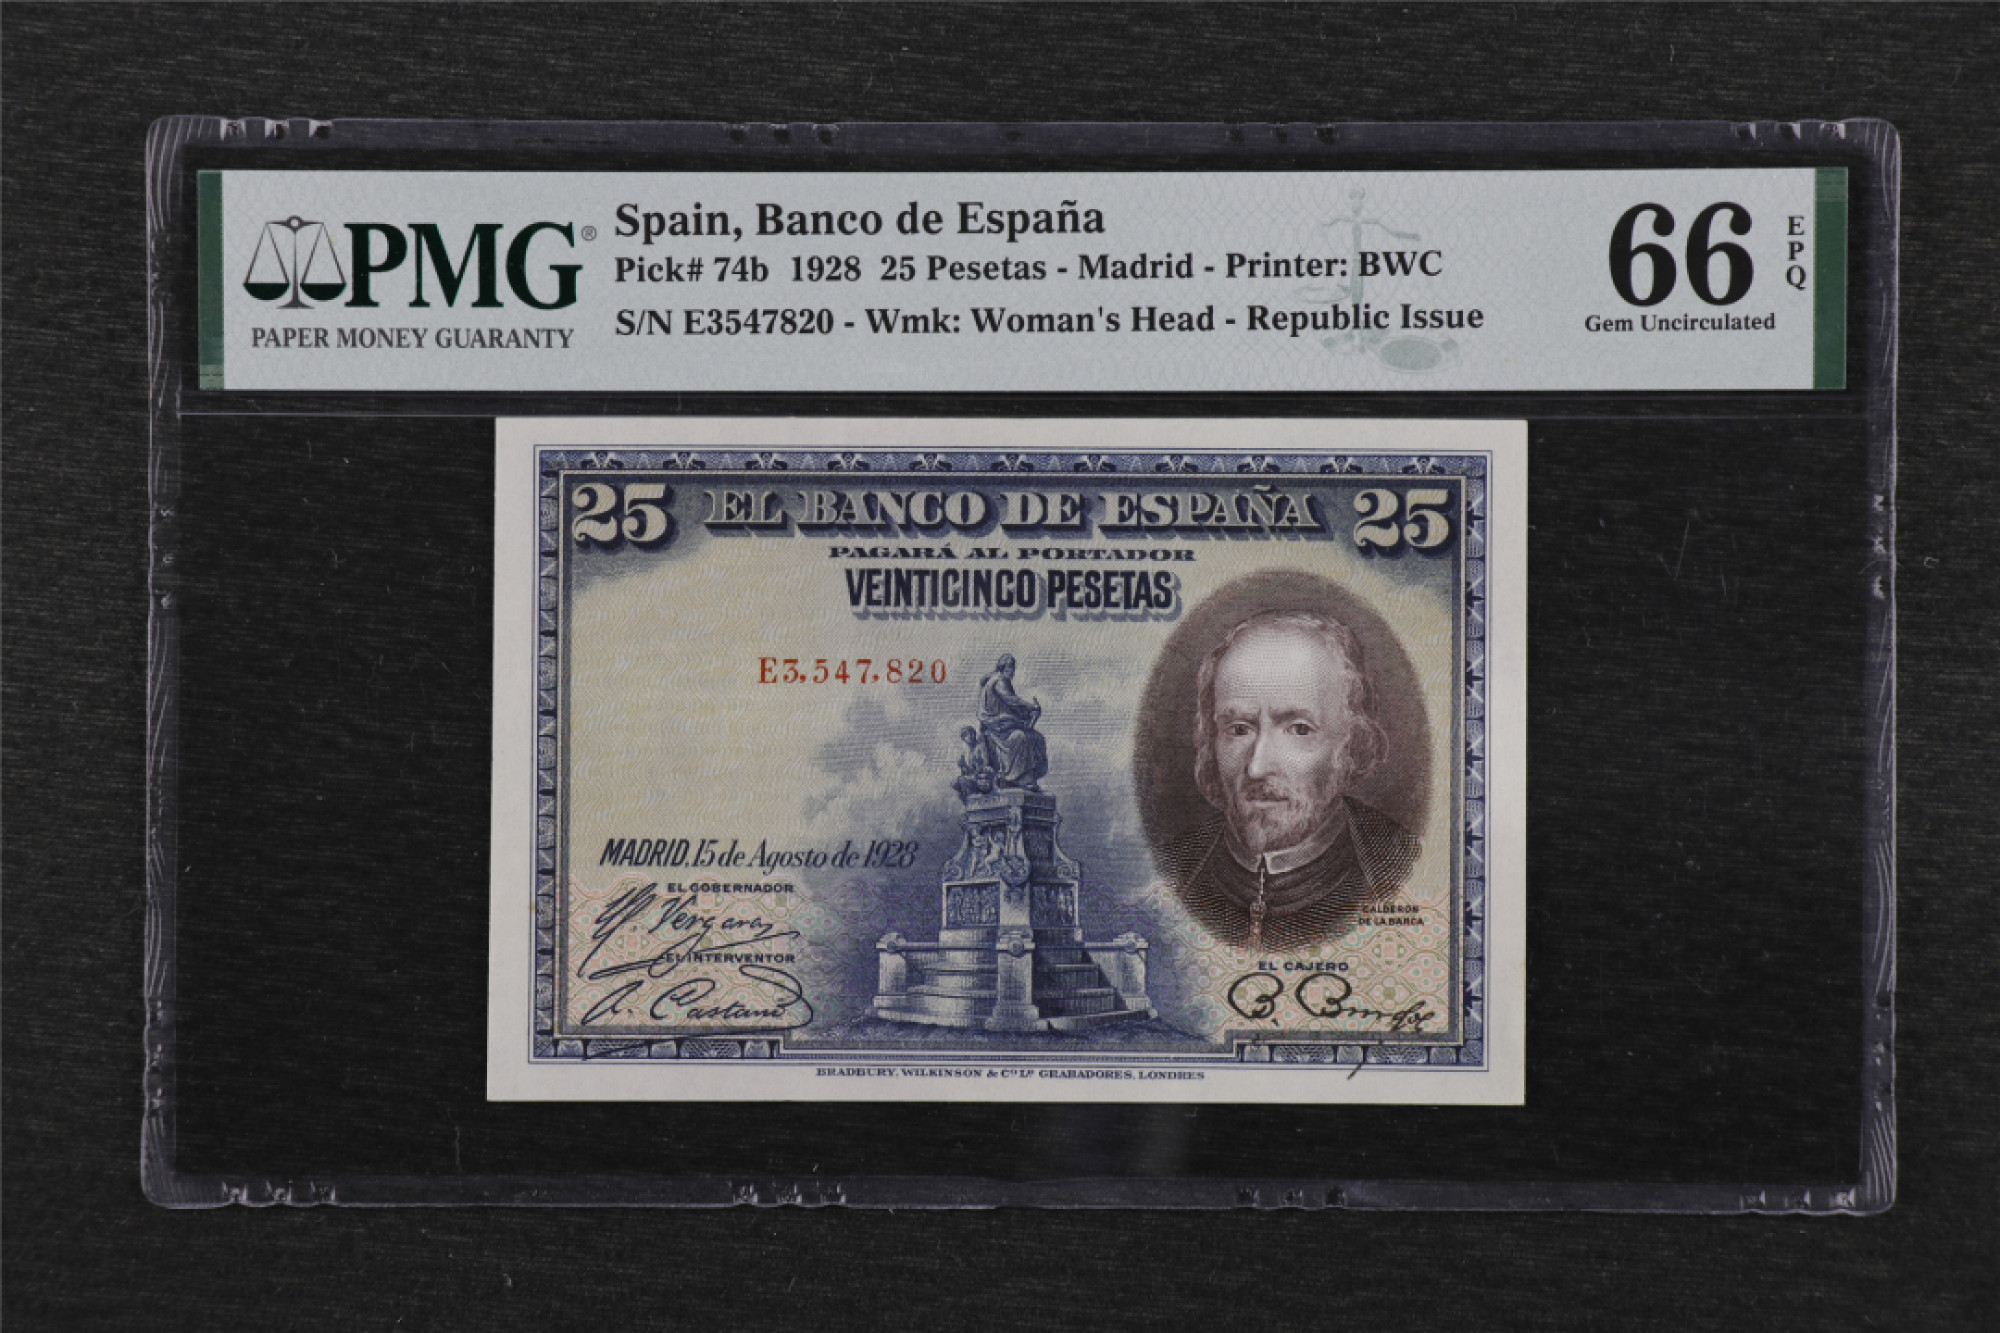 PMG®
PAPER MONEY GUARANTY
Spain, Banco de España
Pick# 74b 1928 25 Pesetas - Madrid - Printer: BWC
S/N E3547820 - Wmk: Woman's Head - Republic Issue
66
EPQ
Gem Uncirculated
25 EL BANCO DE ESPAÑA 25
PAGARÁ AL PORTADOR
VEINTICINCO PESETAS
E3,547,820
MADRID, 15 de Agosto de 1928
EL GOBERNADOR
CALDERON
DE LA BARCA
EL INTERVENTOR
EL CAJERO
BRADBURY, WILKINSON & Cº Lº GRABADORES, LONDRES